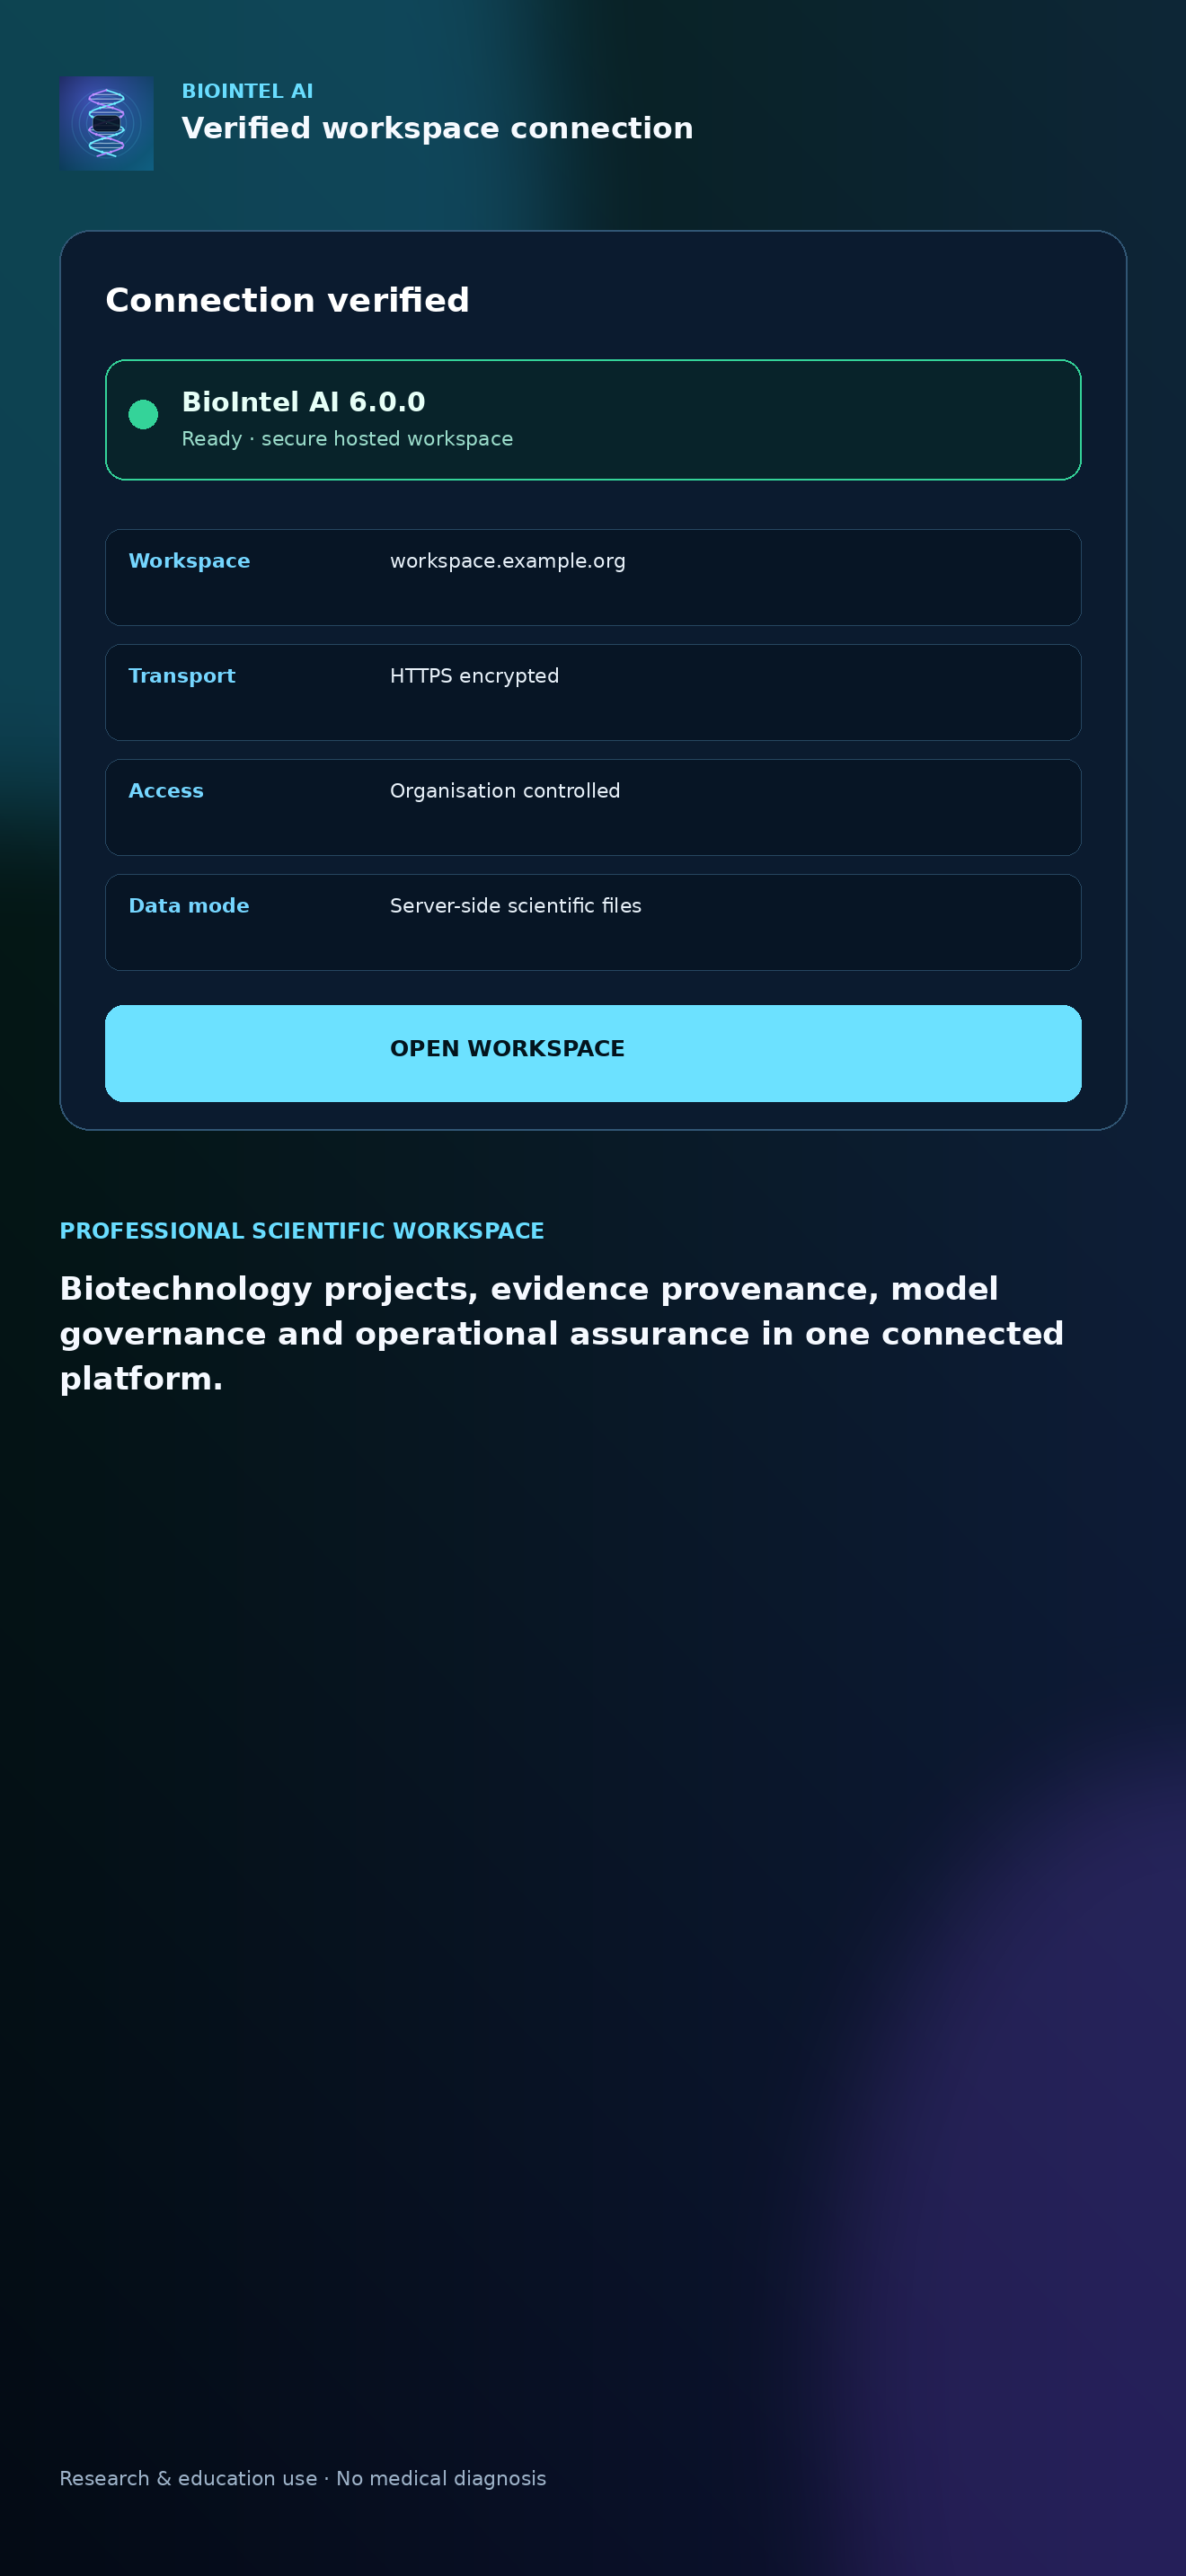 BIOINTEL AI
Verified workspace connection
Connection verified
BioIntel AI 6.0.0
Ready · secure hosted workspace
Workspace
workspace.example.org
Transport
HTTPS encrypted
Access
Organisation controlled
Data mode
Server-side scientific files
OPEN WORKSPACE
PROFESSIONAL SCIENTIFIC WORKSPACE
Biotechnology projects, evidence provenance, model
governance and operational assurance in one connected
platform.
Research & education use · No medical diagnosis